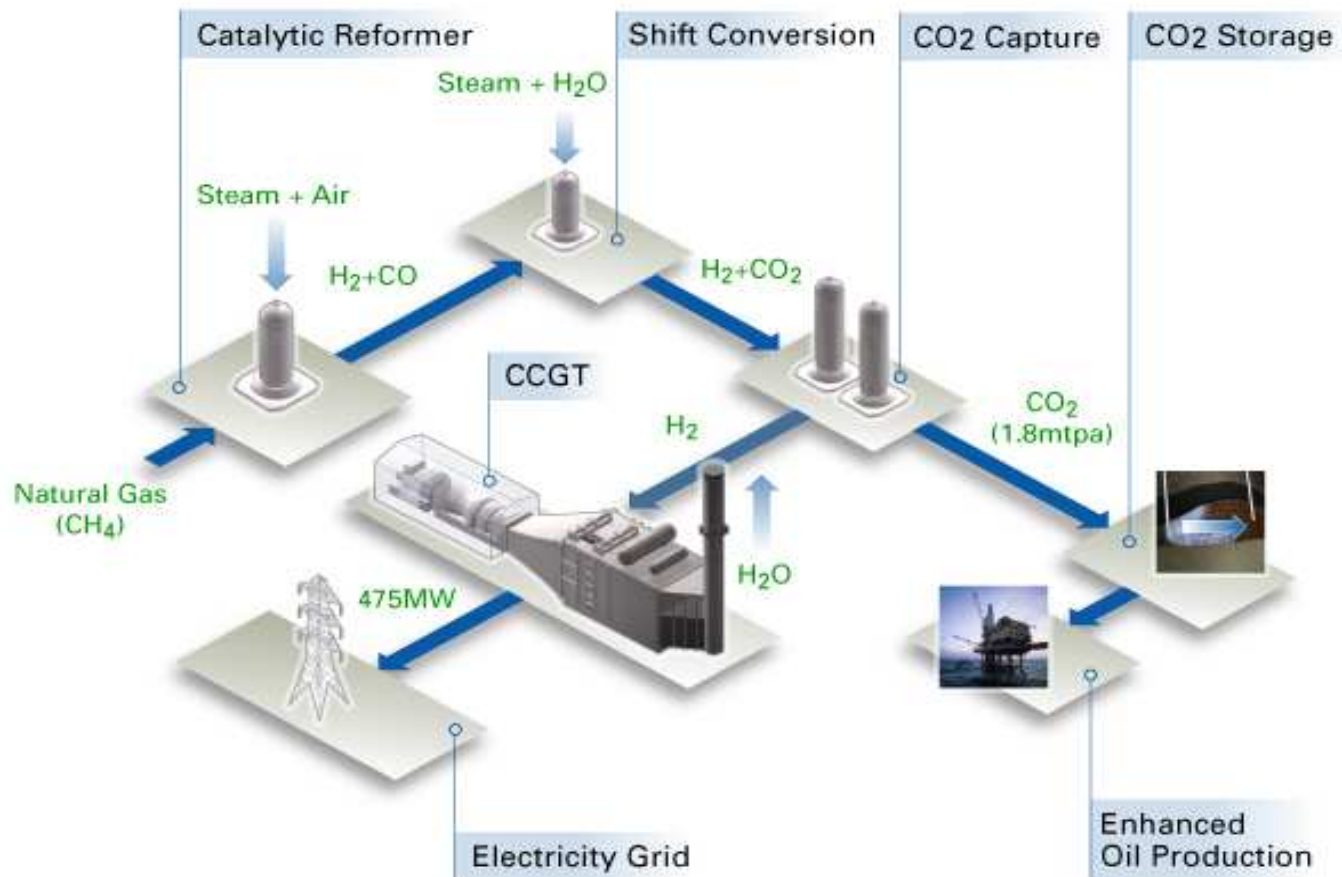 Catalytic Reformer
Shift Conversion
CO2 Capture
CO2 Storage
Steam + H₂O
Steam + Air
H₂+CO
H₂+CO₂
CCGT
H₂
CO₂
(1.8mtpa)
Natural Gas
(CH₄)
H₂O
475MW
Electricity Grid
Enhanced
Oil Production